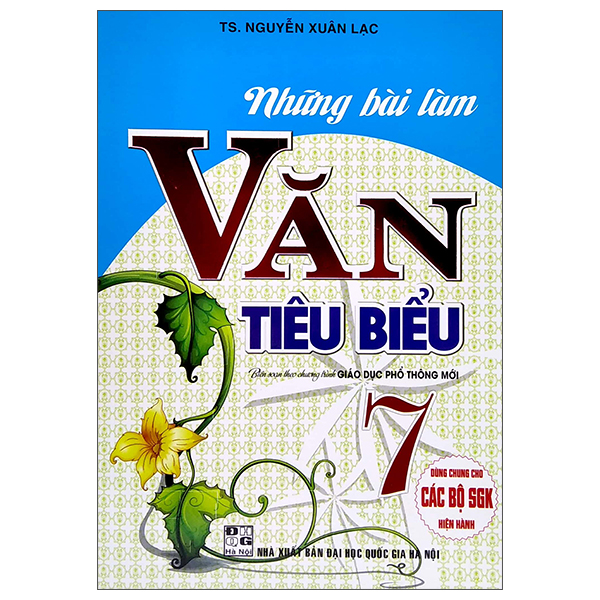 TS. NGUYỄN XUÂN LẠC
Những bài làm
VĂN
TIÊU BIỂU
Biên soạn theo chương trình GIÁO DỤC PHỔ THÔNG MỚI
7
DÙNG CHUNG CHO
CÁC BỘ SGK
HIỆN HÀNH
ĐH
QG
Hà Nội
NHÀ XUẤT BẢN ĐẠI HỌC QUỐC GIA HÀ NỘI